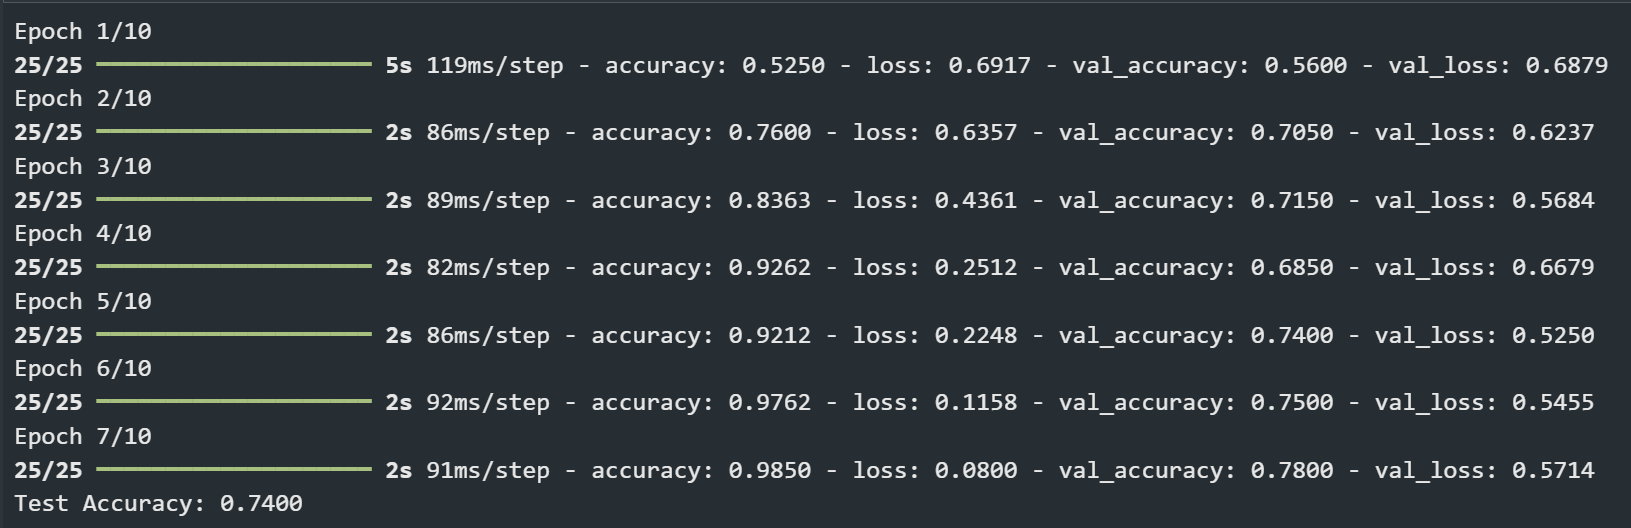 Epoch 1/10
25/25 ━━━━━━━━━━━━━━━━━━━━ 5s 119ms/step - accuracy: 0.5250 - loss: 0.6917 - val_accuracy: 0.5600 - val_loss: 0.6879
Epoch 2/10
25/25 ━━━━━━━━━━━━━━━━━━━━ 2s 86ms/step - accuracy: 0.7600 - loss: 0.6357 - val_accuracy: 0.7050 - val_loss: 0.6237
Epoch 3/10
25/25 ━━━━━━━━━━━━━━━━━━━━ 2s 89ms/step - accuracy: 0.8363 - loss: 0.4361 - val_accuracy: 0.7150 - val_loss: 0.5684
Epoch 4/10
25/25 ━━━━━━━━━━━━━━━━━━━━ 2s 82ms/step - accuracy: 0.9262 - loss: 0.2512 - val_accuracy: 0.6850 - val_loss: 0.6679
Epoch 5/10
25/25 ━━━━━━━━━━━━━━━━━━━━ 2s 86ms/step - accuracy: 0.9212 - loss: 0.2248 - val_accuracy: 0.7400 - val_loss: 0.5250
Epoch 6/10
25/25 ━━━━━━━━━━━━━━━━━━━━ 2s 92ms/step - accuracy: 0.9762 - loss: 0.1158 - val_accuracy: 0.7500 - val_loss: 0.5455
Epoch 7/10
25/25 ━━━━━━━━━━━━━━━━━━━━ 2s 91ms/step - accuracy: 0.9850 - loss: 0.0800 - val_accuracy: 0.7800 - val_loss: 0.5714
Test Accuracy: 0.7400